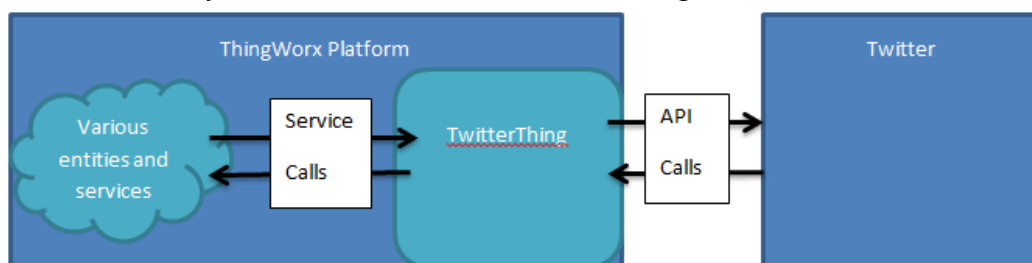 ThingWorx Platform
Twitter
Various
entities and
services
Service
Calls
TwitterThing
API
Calls